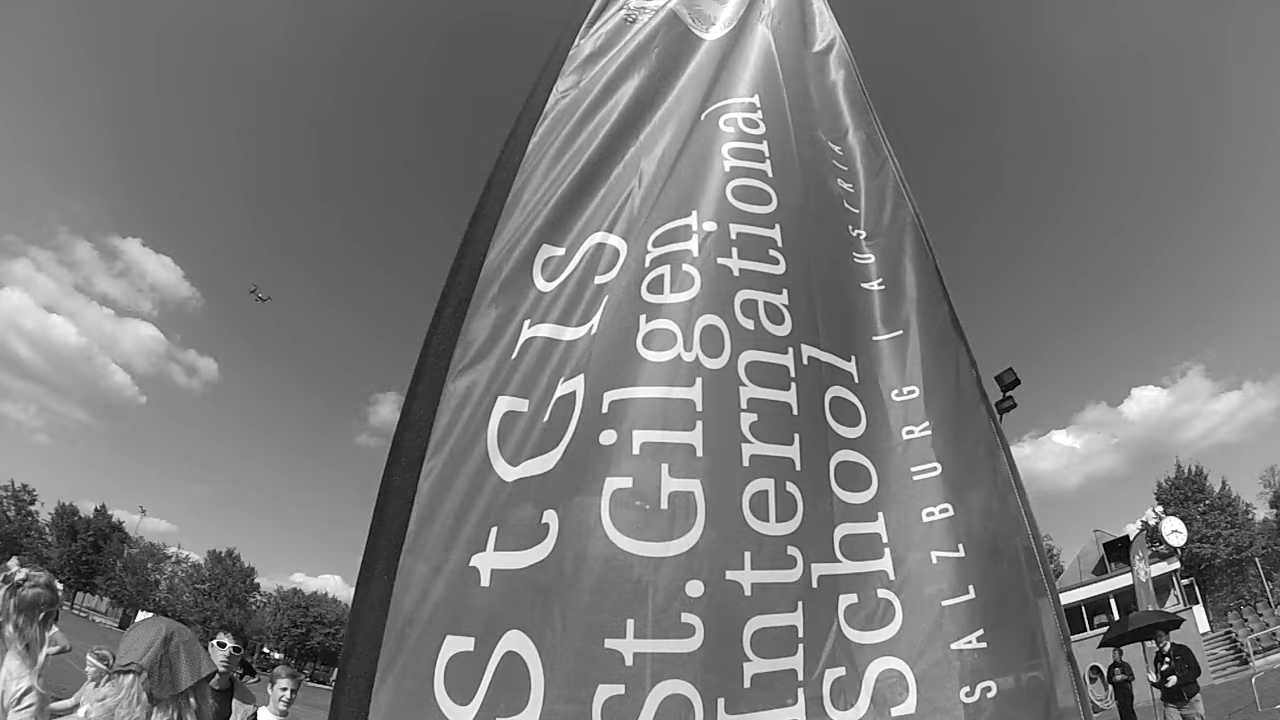 StGIS
St.Gilgen
International
School
SALZBURG | AUSTRIA